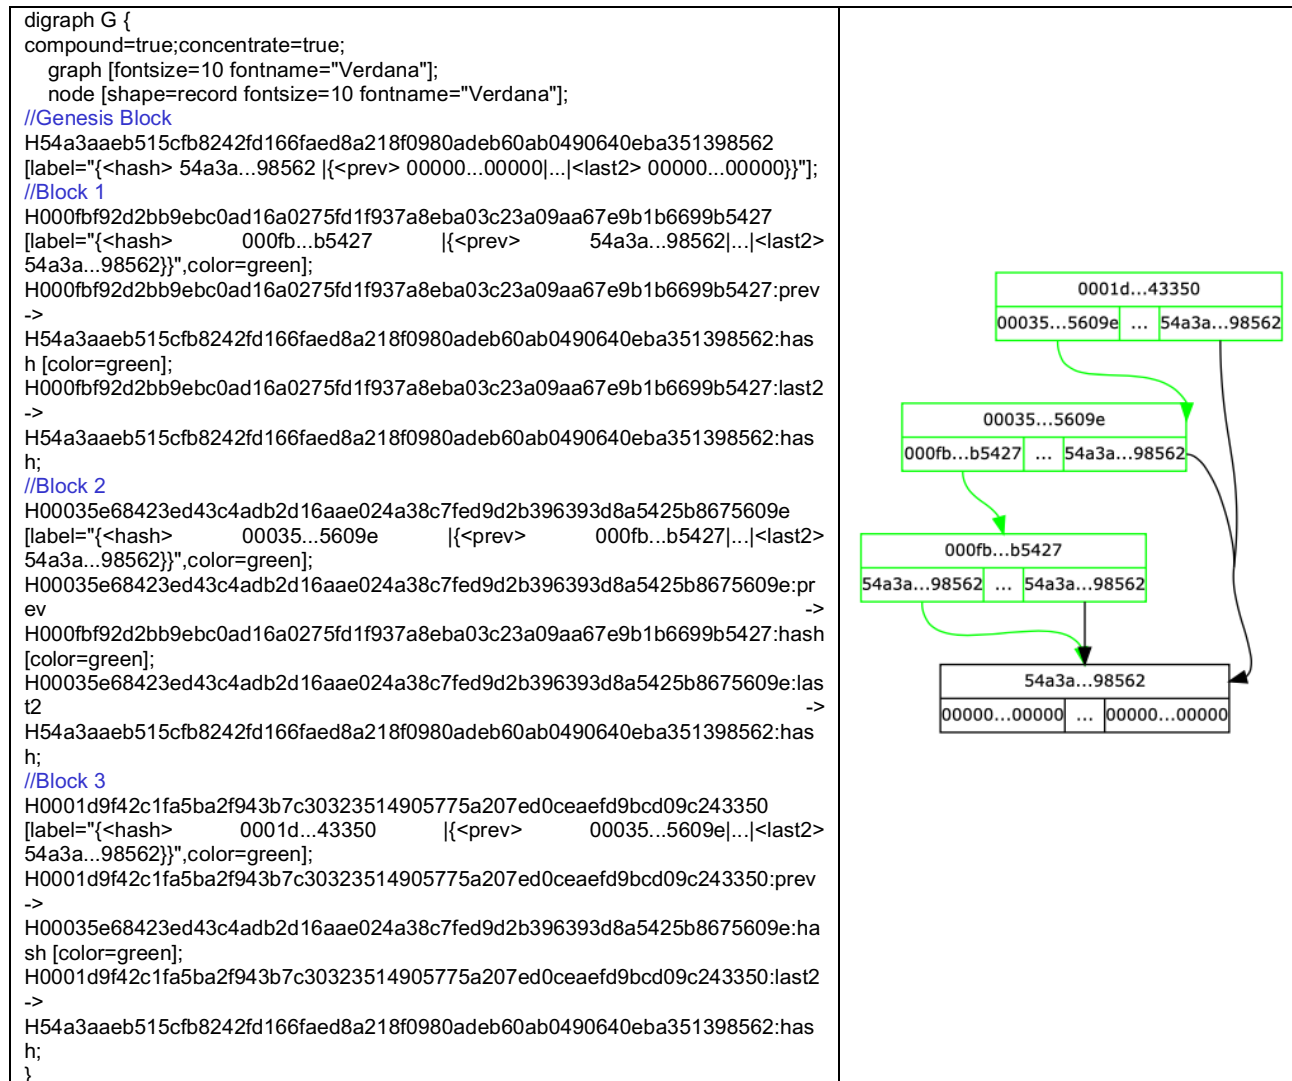 digraph G {
compound=true;concentrate=true;
graph [fontsize=10 fontname="Verdana"];
node [shape=record fontsize=10 fontname="Verdana"];
//Genesis Block
H54a3aaeb515cfb8242fd166faed8a218f0980adeb60ab0490640eba351398562
[label="{<hash> 54a3a...98562 |{<prev> 00000...00000|...|<last2> 00000...00000}}"];
//Block 1
H000fbf92d2bb9ebc0ad16a0275fd1f937a8eba03c23a09aa67e9b1b6699b5427
[label="{<hash> 000fb...b5427 |{<prev> 54a3a...98562|...|<last2>
54a3a...98562}}",color=green];
H000fbf92d2bb9ebc0ad16a0275fd1f937a8eba03c23a09aa67e9b1b6699b5427:prev
->
H54a3aaeb515cfb8242fd166faed8a218f0980adeb60ab0490640eba351398562:has
h [color=green];
H000fbf92d2bb9ebc0ad16a0275fd1f937a8eba03c23a09aa67e9b1b6699b5427:last2
->
H54a3aaeb515cfb8242fd166faed8a218f0980adeb60ab0490640eba351398562:has
h;
//Block 2
H00035e68423ed43c4adb2d16aae024a38c7fed9d2b396393d8a5425b8675609e
[label="{<hash> 00035...5609e |{<prev> 000fb...b5427|...|<last2>
54a3a...98562}}",color=green];
H00035e68423ed43c4adb2d16aae024a38c7fed9d2b396393d8a5425b8675609e:pr
ev ->
H000fbf92d2bb9ebc0ad16a0275fd1f937a8eba03c23a09aa67e9b1b6699b5427:hash
[color=green];
H00035e68423ed43c4adb2d16aae024a38c7fed9d2b396393d8a5425b8675609e:las
t2 ->
H54a3aaeb515cfb8242fd166faed8a218f0980adeb60ab0490640eba351398562:has
h;
//Block 3
H0001d9f42c1fa5ba2f943b7c30323514905775a207ed0ceaefd9bcd09c243350
[label="{<hash> 0001d...43350 |{<prev> 00035...5609e|...|<last2>
54a3a...98562}}",color=green];
H0001d9f42c1fa5ba2f943b7c30323514905775a207ed0ceaefd9bcd09c243350:prev
->
H00035e68423ed43c4adb2d16aae024a38c7fed9d2b396393d8a5425b8675609e:ha
sh [color=green];
H0001d9f42c1fa5ba2f943b7c30323514905775a207ed0ceaefd9bcd09c243350:last2
->
H54a3aaeb515cfb8242fd166faed8a218f0980adeb60ab0490640eba351398562:has
h;
}
0001d...43350
00035...5609e ... 54a3a...98562
00035...5609e
000fb...b5427 ... 54a3a...98562
000fb...b5427
54a3a...98562 ... 54a3a...98562
54a3a...98562
00000...00000 ... 00000...00000